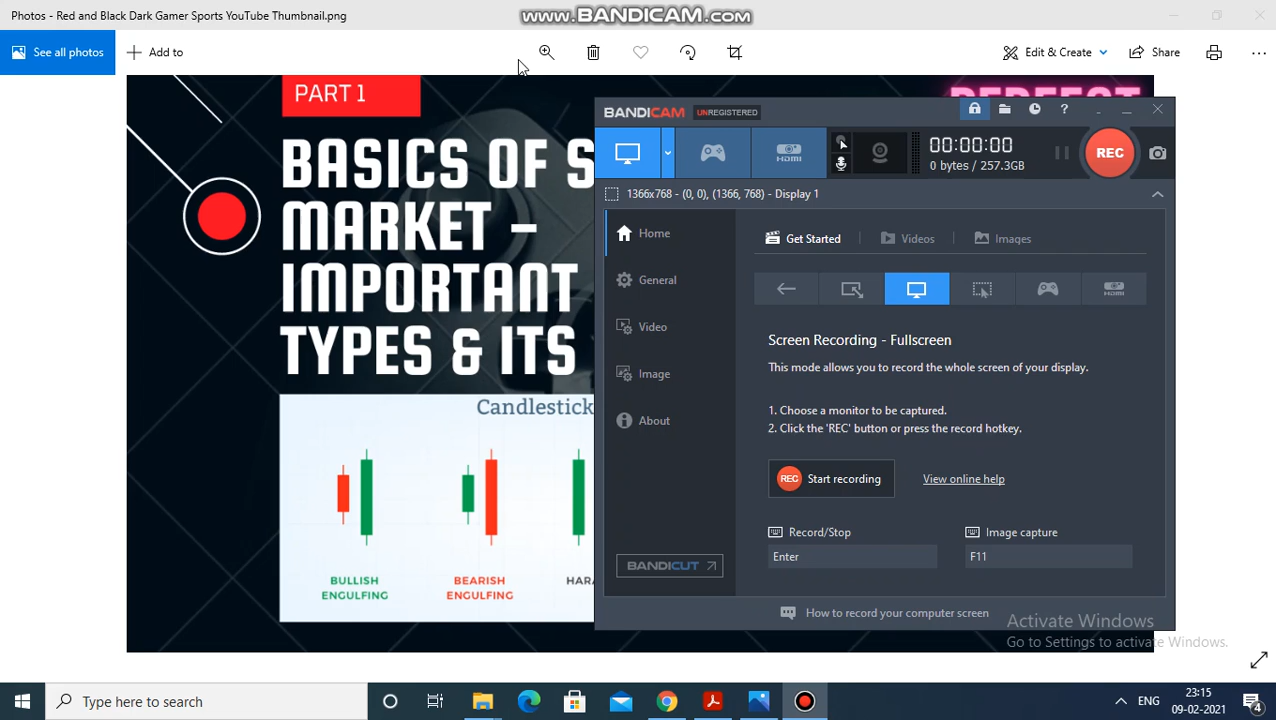 Photos - Red and Black Dark Gamer Sports YouTube Thumbnail.png
www.BANDICAM.com
See all photos
Add to
Edit & Create
Share
PART 1
BASICS OF S
MARKET -
IMPORTANT
TYPES & ITS
Candlestick
BULLISH
ENGULFING
BEARISH
ENGULFING
HARA
BANDICAM
UNREGISTERED
HDMI
00:00:00
0 bytes / 257.3GB
REC
1366x768 - (0, 0), (1366, 768) - Display 1
Home
General
Video
Image
About
BANDICUT
Get Started
Videos
Images
HDMI
Screen Recording - Fullscreen
This mode allows you to record the whole screen of your display.
1. Choose a monitor to be captured.
2. Click the 'REC' button or press the record hotkey.
REC
Start recording
View online help
Record/Stop
Image capture
Enter
F11
How to record your computer screen
Activate Windows
Go to Settings to activate Windows.
Type here to search
ENG
23:15
09-02-2021
4